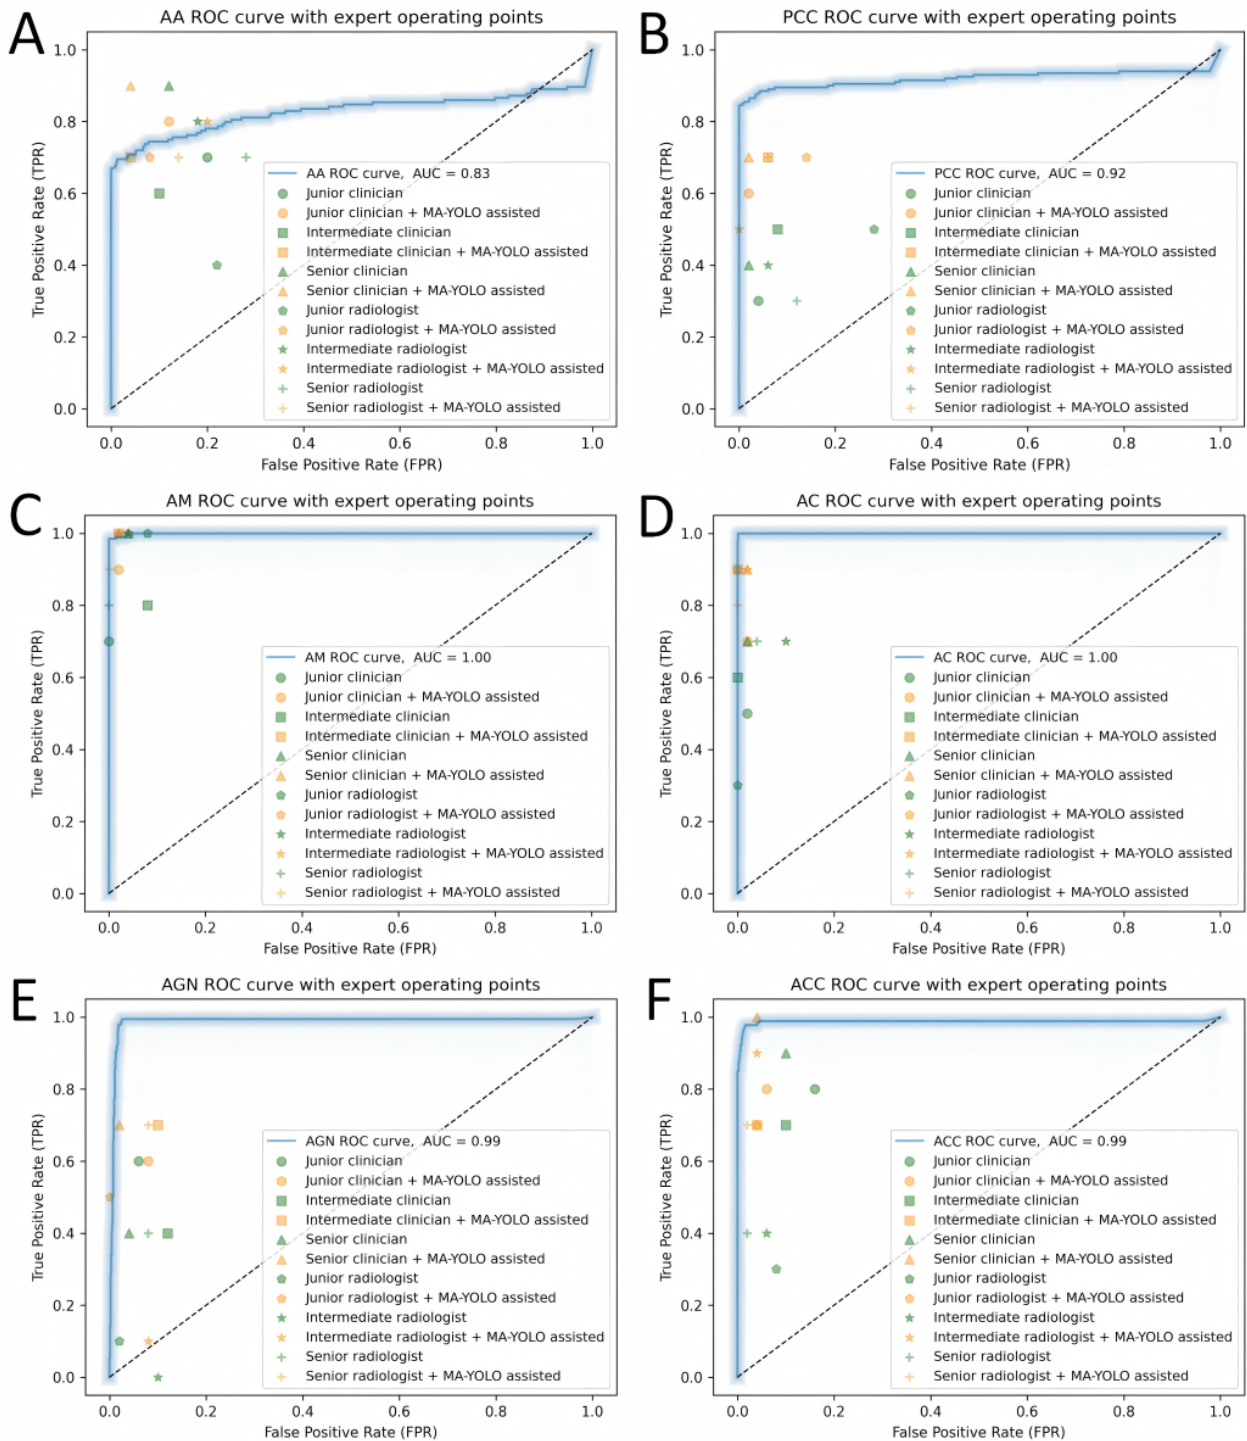 A
AA ROC curve with expert operating points
1.0
0.8
0.6
0.4
0.2
0.0
True Positive Rate (TPR)
AA ROC curve, AUC = 0.83
Junior clinician
Junior clinician + MA-YOLO assisted
Intermediate clinician
Intermediate clinician + MA-YOLO assisted
Senior clinician
Senior clinician + MA-YOLO assisted
Junior radiologist
Junior radiologist + MA-YOLO assisted
Intermediate radiologist
Intermediate radiologist + MA-YOLO assisted
Senior radiologist
Senior radiologist + MA-YOLO assisted
0.0 0.2 0.4 0.6 0.8 1.0
False Positive Rate (FPR)
B
PCC ROC curve with expert operating points
1.0
0.8
0.6
0.4
0.2
0.0
True Positive Rate (TPR)
PCC ROC curve, AUC = 0.92
Junior clinician
Junior clinician + MA-YOLO assisted
Intermediate clinician
Intermediate clinician + MA-YOLO assisted
Senior clinician
Senior clinician + MA-YOLO assisted
Junior radiologist
Junior radiologist + MA-YOLO assisted
Intermediate radiologist
Intermediate radiologist + MA-YOLO assisted
Senior radiologist
Senior radiologist + MA-YOLO assisted
0.0 0.2 0.4 0.6 0.8 1.0
False Positive Rate (FPR)
C
AM ROC curve with expert operating points
1.0
0.8
0.6
0.4
0.2
0.0
True Positive Rate (TPR)
AM ROC curve, AUC = 1.00
Junior clinician
Junior clinician + MA-YOLO assisted
Intermediate clinician
Intermediate clinician + MA-YOLO assisted
Senior clinician
Senior clinician + MA-YOLO assisted
Junior radiologist
Junior radiologist + MA-YOLO assisted
Intermediate radiologist
Intermediate radiologist + MA-YOLO assisted
Senior radiologist
Senior radiologist + MA-YOLO assisted
0.0 0.2 0.4 0.6 0.8 1.0
False Positive Rate (FPR)
D
AC ROC curve with expert operating points
1.0
0.8
0.6
0.4
0.2
0.0
True Positive Rate (TPR)
AC ROC curve, AUC = 1.00
Junior clinician
Junior clinician + MA-YOLO assisted
Intermediate clinician
Intermediate clinician + MA-YOLO assisted
Senior clinician
Senior clinician + MA-YOLO assisted
Junior radiologist
Junior radiologist + MA-YOLO assisted
Intermediate radiologist
Intermediate radiologist + MA-YOLO assisted
Senior radiologist
Senior radiologist + MA-YOLO assisted
0.0 0.2 0.4 0.6 0.8 1.0
False Positive Rate (FPR)
E
AGN ROC curve with expert operating points
1.0
0.8
0.6
0.4
0.2
0.0
True Positive Rate (TPR)
AGN ROC curve, AUC = 0.99
Junior clinician
Junior clinician + MA-YOLO assisted
Intermediate clinician
Intermediate clinician + MA-YOLO assisted
Senior clinician
Senior clinician + MA-YOLO assisted
Junior radiologist
Junior radiologist + MA-YOLO assisted
Intermediate radiologist
Intermediate radiologist + MA-YOLO assisted
Senior radiologist
Senior radiologist + MA-YOLO assisted
0.0 0.2 0.4 0.6 0.8 1.0
False Positive Rate (FPR)
F
ACC ROC curve with expert operating points
1.0
0.8
0.6
0.4
0.2
0.0
True Positive Rate (TPR)
ACC ROC curve, AUC = 0.99
Junior clinician
Junior clinician + MA-YOLO assisted
Intermediate clinician
Intermediate clinician + MA-YOLO assisted
Senior clinician
Senior clinician + MA-YOLO assisted
Junior radiologist
Junior radiologist + MA-YOLO assisted
Intermediate radiologist
Intermediate radiologist + MA-YOLO assisted
Senior radiologist
Senior radiologist + MA-YOLO assisted
0.0 0.2 0.4 0.6 0.8 1.0
False Positive Rate (FPR)